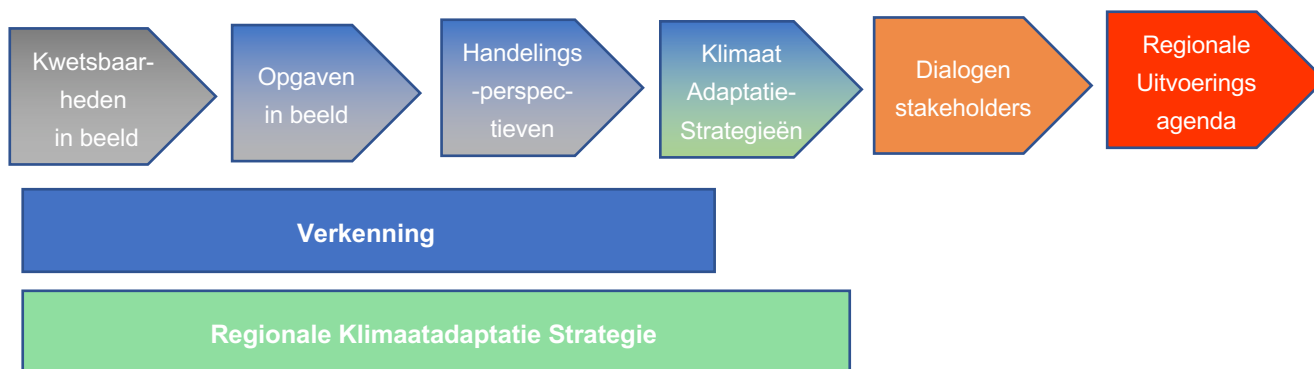 Kwetsbaar-
heden
in beeld
Opgaven
in beeld
Handelings
-perspec-
tieven
Klimaat
Adaptatie-
Strategieën
Dialogen
stakeholders
Regionale
Uitvoerings
agenda
Verkenning
Regionale Klimaatadaptatie Strategie